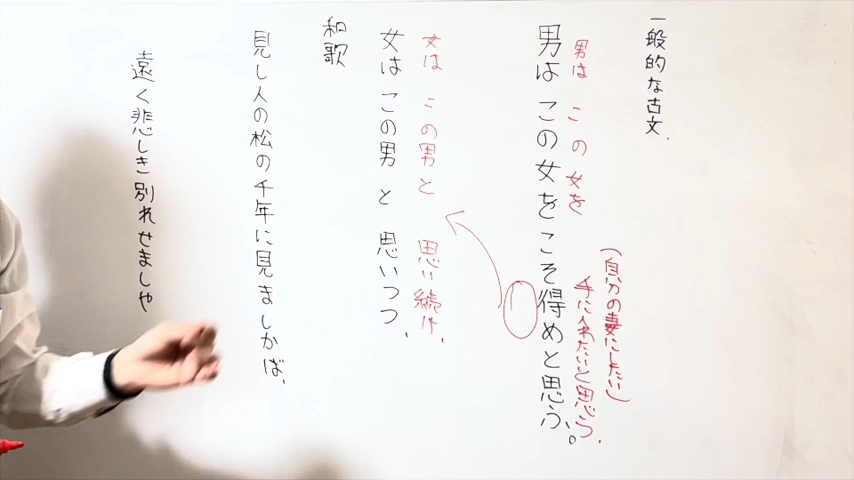 一般的な古文.
(自分の妻にしたい)
手に入れたいと思う.
男は この 女を
男は この 女を こそ 得めと思ふ。
女は この男と 思い続け.
女は この男 と 思いつつ.
和歌
見し人の松の千年に見ましかば.
遠く悲しき別れせましや